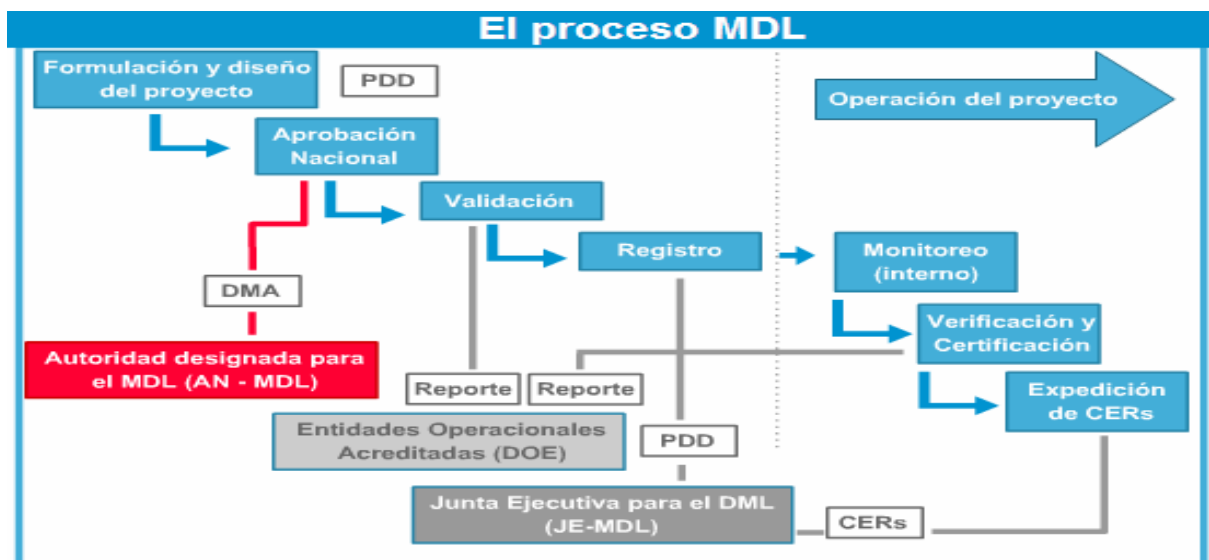 El proceso MDL
Formulación y diseño
del proyecto
PDD
Operación del proyecto
Aprobación
Nacional
Validación
Registro
Monitoreo
(interno)
DMA
Verificación y
Certificación
Autoridad designada para
el MDL (AN - MDL)
Reporte
Reporte
Expedición
de CERs
Entidades Operacionales
Acreditadas (DOE)
PDD
Junta Ejecutiva para el DML
(JE-MDL)
CERs